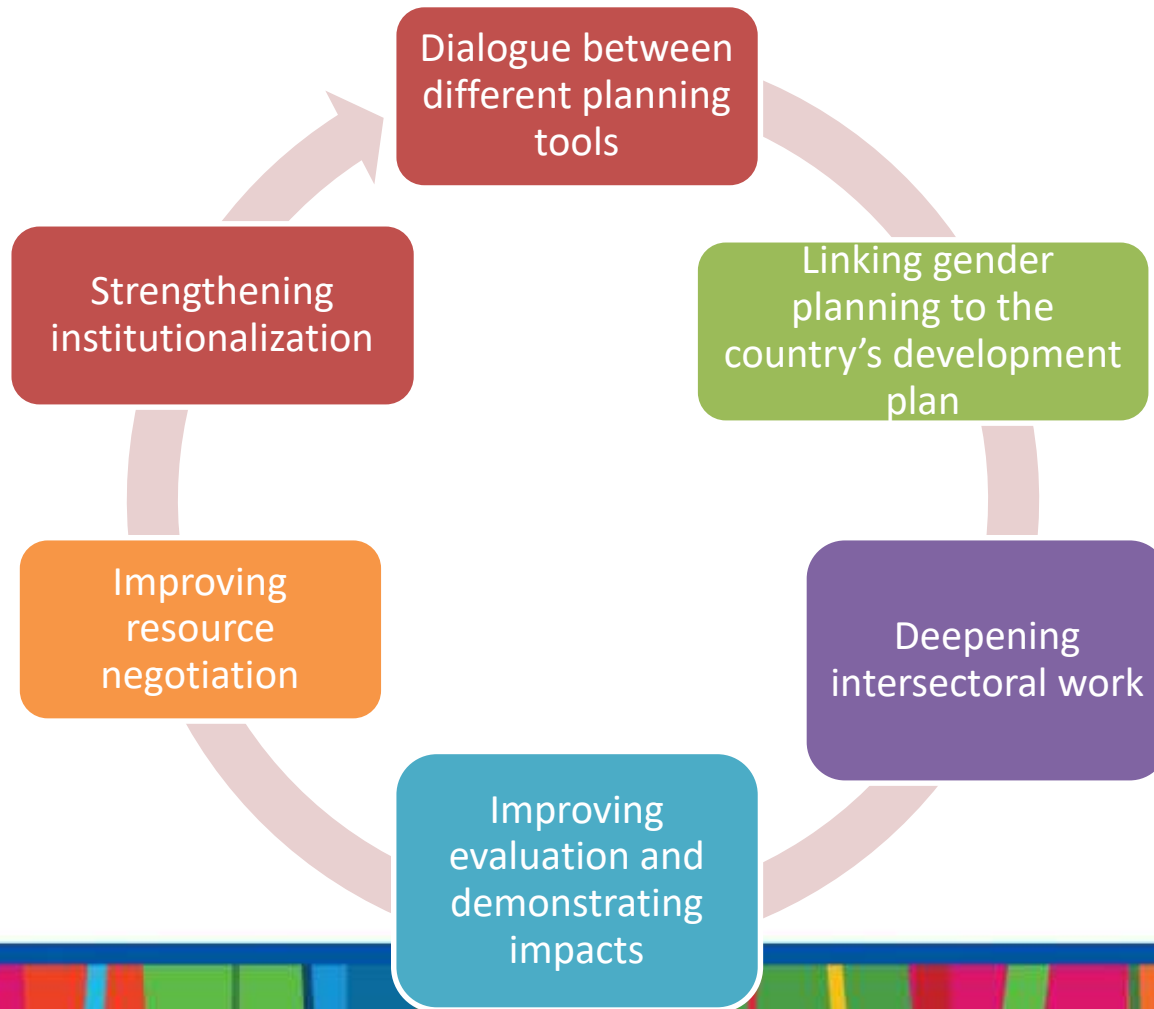 Dialogue between
different planning
tools
Linking gender
planning to the
country’s development
plan
Deepening
intersectoral work
Improving
evaluation and
demonstrating
impacts
Improving
resource
negotiation
Strengthening
institutionalization